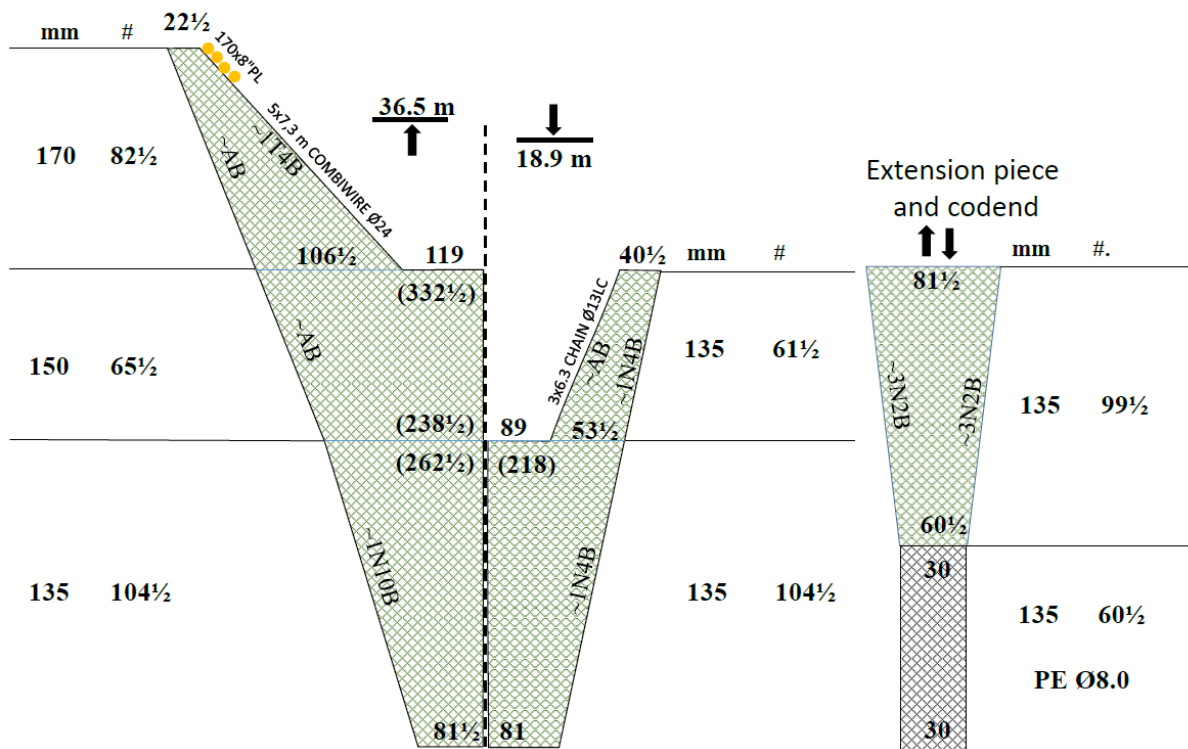 mm # 22½
170x8"PL
5x7,3 m COMBIWIRE Ø24
36.5 m
18.9 m
170 82½
~AB
~1T4B
Extension piece
and codend
106½ 119
40½ mm #
mm #.
(332½)
81½
3x6.3 CHAIN Ø13LC
150 65½
~AB
~AB
~1N4B
135 61½
~3N2B
~3N2B
135 99½
(238½) 89 53½
(262½) (218)
60½
~1N10B
~1N4B
135 104½
135 104½
30
135 60½
PE Ø8.0
81½ 81
30